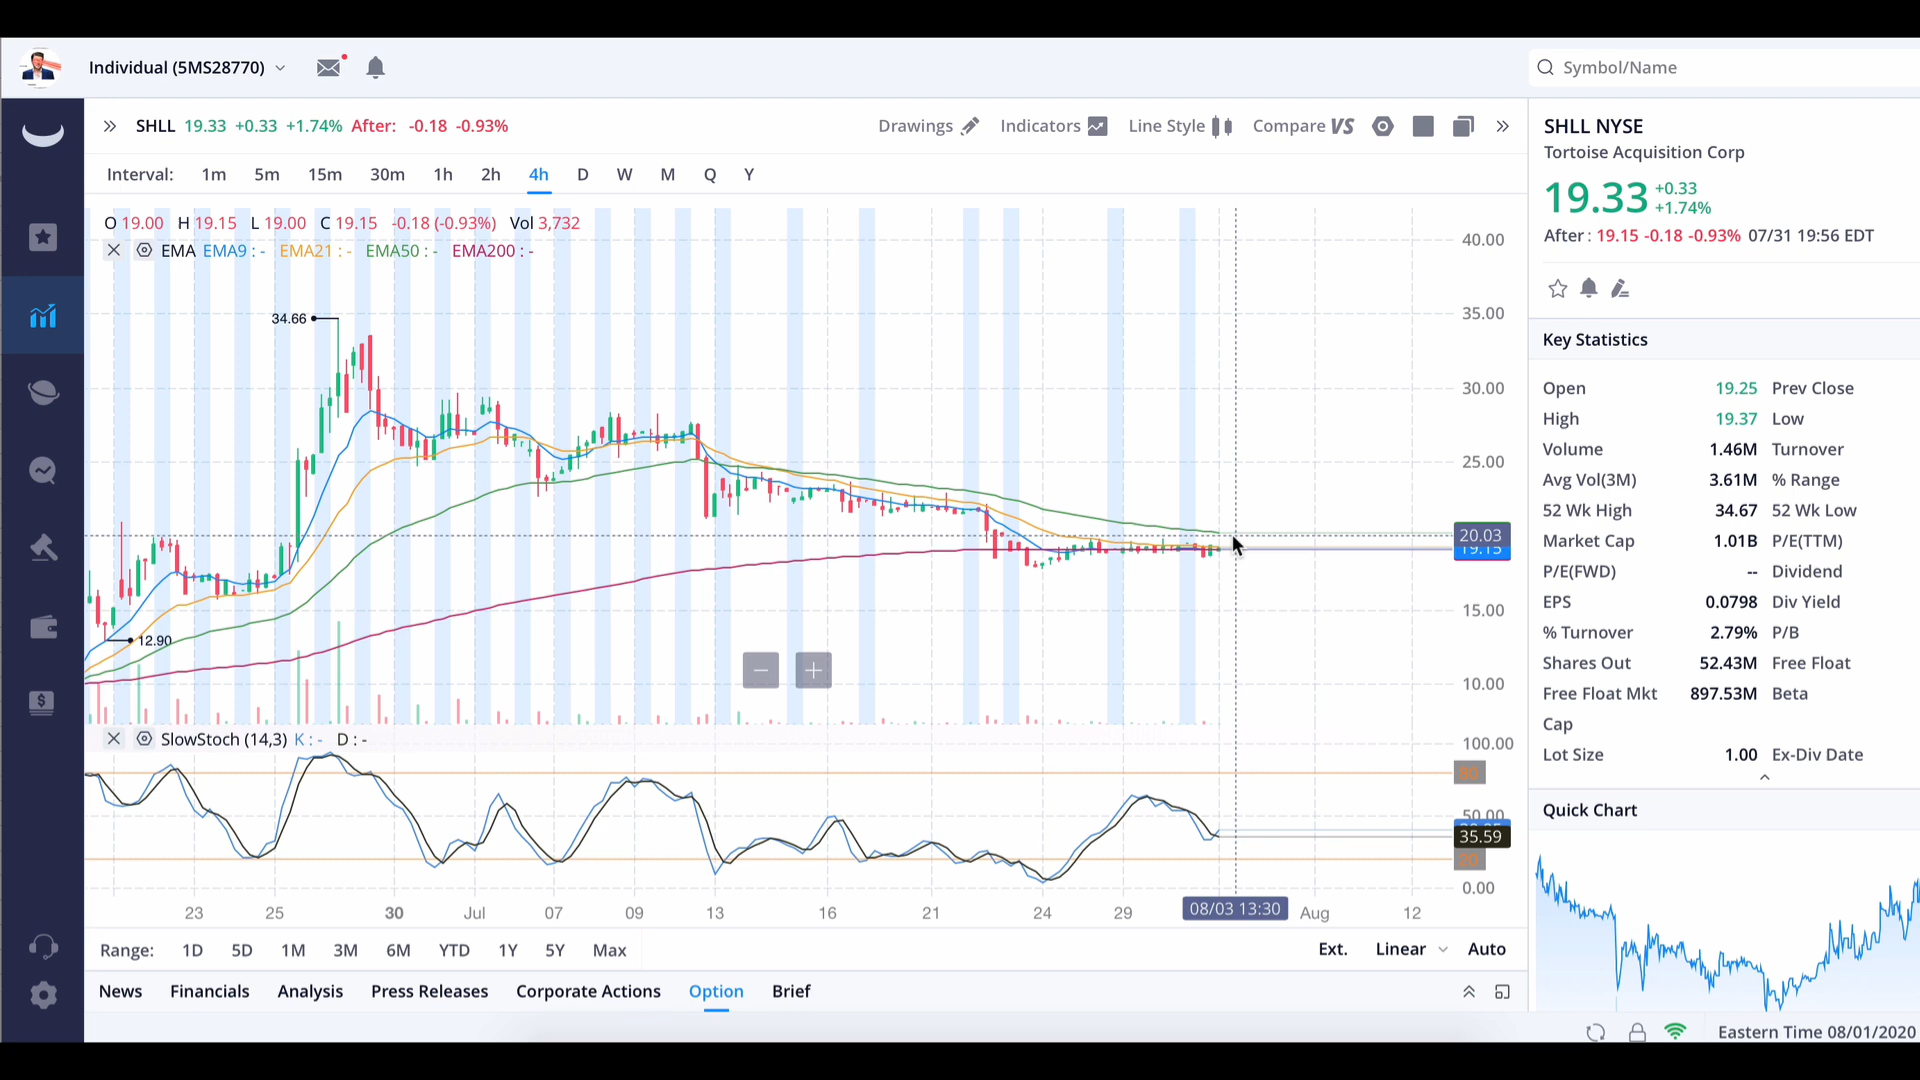 Individual (5MS28770)
Symbol/Name
SHLL 19.33 +0.33 +1.74% After: -0.18 -0.93%
Drawings Indicators Line Style Compare VS
Interval: 1m 5m 15m 30m 1h 2h 4h D W M Q Y
O 19.00 H 19.15 L 19.00 C 19.15 -0.18 (-0.93%) Vol 3,732
EMA EMA9 : - EMA21 : - EMA50 : - EMA200 : -
40.00
34.66
35.00
30.00
25.00
20.03
19.15
15.00
12.90
10.00
SlowStoch (14,3) K : - D : -
100.00
80
50.00
35.59
0.00
23 25 30 Jul 07 09 13 16 21 24 29 08/03 13:30 Aug 12
Range: 1D 5D 1M 3M 6M YTD 1Y 5Y Max
Ext. Linear Auto
News Financials Analysis Press Releases Corporate Actions Option Brief
SHLL NYSE
Tortoise Acquisition Corp
19.33 +0.33
+1.74%
After : 19.15 -0.18 -0.93% 07/31 19:56 EDT
Key Statistics
Open 19.25 Prev Close
High 19.37 Low
Volume 1.46M Turnover
Avg Vol(3M) 3.61M % Range
52 Wk High 34.67 52 Wk Low
Market Cap 1.01B P/E(TTM)
P/E(FWD) -- Dividend
EPS 0.0798 Div Yield
% Turnover 2.79% P/B
Shares Out 52.43M Free Float
Free Float Mkt 897.53M Beta
Cap
Lot Size 1.00 Ex-Div Date
Quick Chart
Eastern Time 08/01/2020